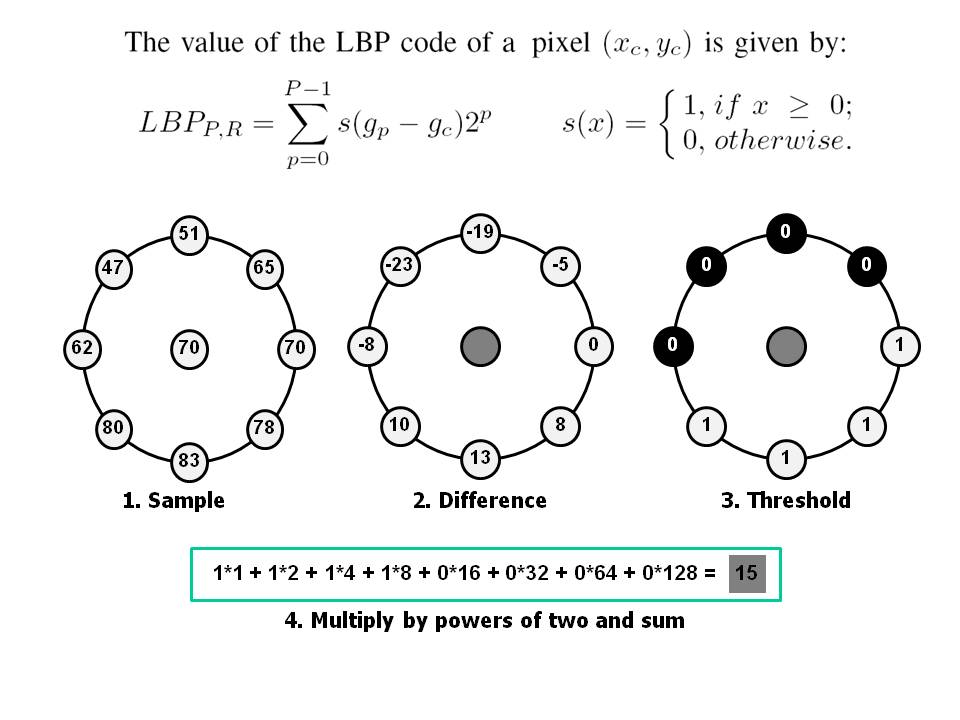 The value of the LBP code of a pixel (x_c, y_c) is given by:
LBP_{P,R} = \sum_{p=0}^{P-1} s(g_p − g_c)2^p    s(x) = { 1, if x ≥ 0; 0, otherwise.
51
47 65
62 70 70
80 78
83
1. Sample
-19
-23 -5
-8 0
10 8
13
2. Difference
0
0 0
0 1
1 1
1
3. Threshold
1*1 + 1*2 + 1*4 + 1*8 + 0*16 + 0*32 + 0*64 + 0*128 = 15
4. Multiply by powers of two and sum